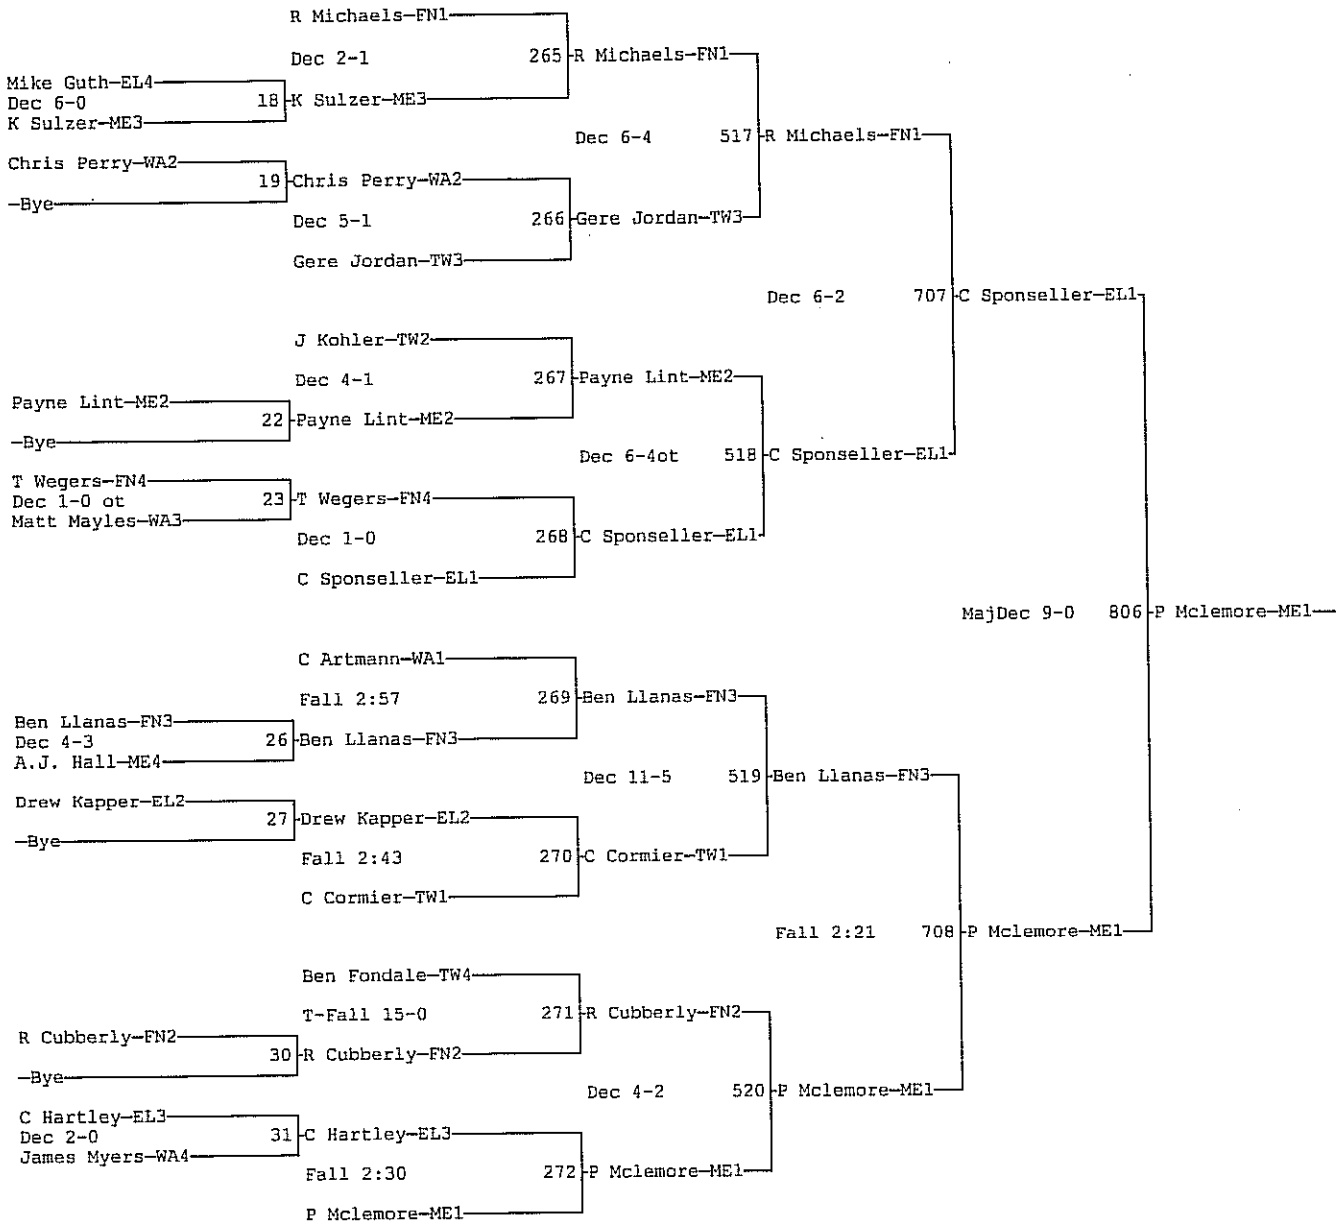 R Michaels-FN1
Dec 2-1
265 R Michaels-FN1
Mike Guth-EL4
Dec 6-0
18 K Sulzer-ME3
K Sulzer-ME3
Dec 6-4
517 R Michaels-FN1
Chris Perry-WA2
19 Chris Perry-WA2
-Bye
Dec 5-1
266 Gere Jordan-TW3
Gere Jordan-TW3
Dec 6-2
707 C Sponseller-EL1
J Kohler-TW2
Dec 4-1
267 Payne Lint-ME2
Payne Lint-ME2
22 Payne Lint-ME2
-Bye
Dec 6-4ot
518 C Sponseller-EL1
T Wegers-FN4
Dec 1-0 ot
23 T Wegers-FN4
Matt Mayles-WA3
Dec 1-0
268 C Sponseller-EL1
C Sponseller-EL1
MajDec 9-0
806 P Mclemore-ME1
C Artmann-WA1
Fall 2:57
269 Ben Llanas-FN3
Ben Llanas-FN3
Dec 4-3
26 Ben Llanas-FN3
A.J. Hall-ME4
Dec 11-5
519 Ben Llanas-FN3
Drew Kapper-EL2
27 Drew Kapper-EL2
-Bye
Fall 2:43
270 C Cormier-TW1
C Cormier-TW1
Fall 2:21
708 P Mclemore-ME1
Ben Fondale-TW4
T-Fall 15-0
271 R Cubberly-FN2
R Cubberly-FN2
30 R Cubberly-FN2
-Bye
Dec 4-2
520 P Mclemore-ME1
C Hartley-EL3
Dec 2-0
31 C Hartley-EL3
James Myers-WA4
Fall 2:30
272 P Mclemore-ME1
P Mclemore-ME1